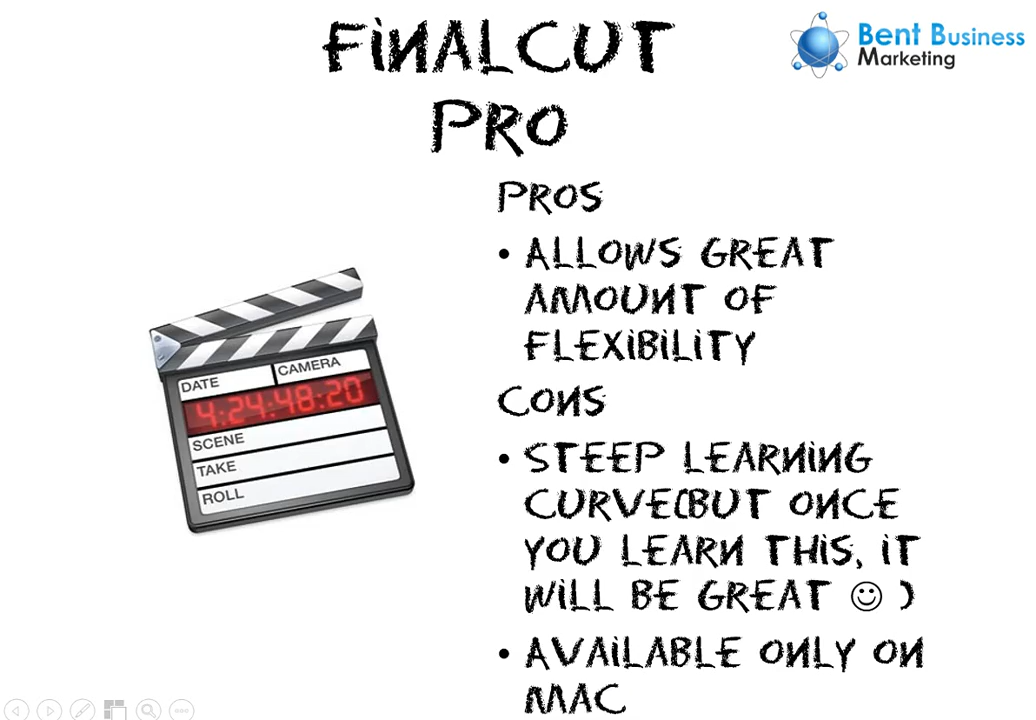 FINALCUT
PRO
Bent Business
Marketing
PROS
• ALLOWS GREAT
AMOUNT OF
FLEXIBILITY
CONS
• STEEP LEARNING
CURVE(BUT ONCE
YOU LEARN THIS, IT
WILL BE GREAT ☺ )
• AVAILABLE ONLY ON
MAC
DATE
CAMERA
4:24:48:20
SCENE
TAKE
ROLL